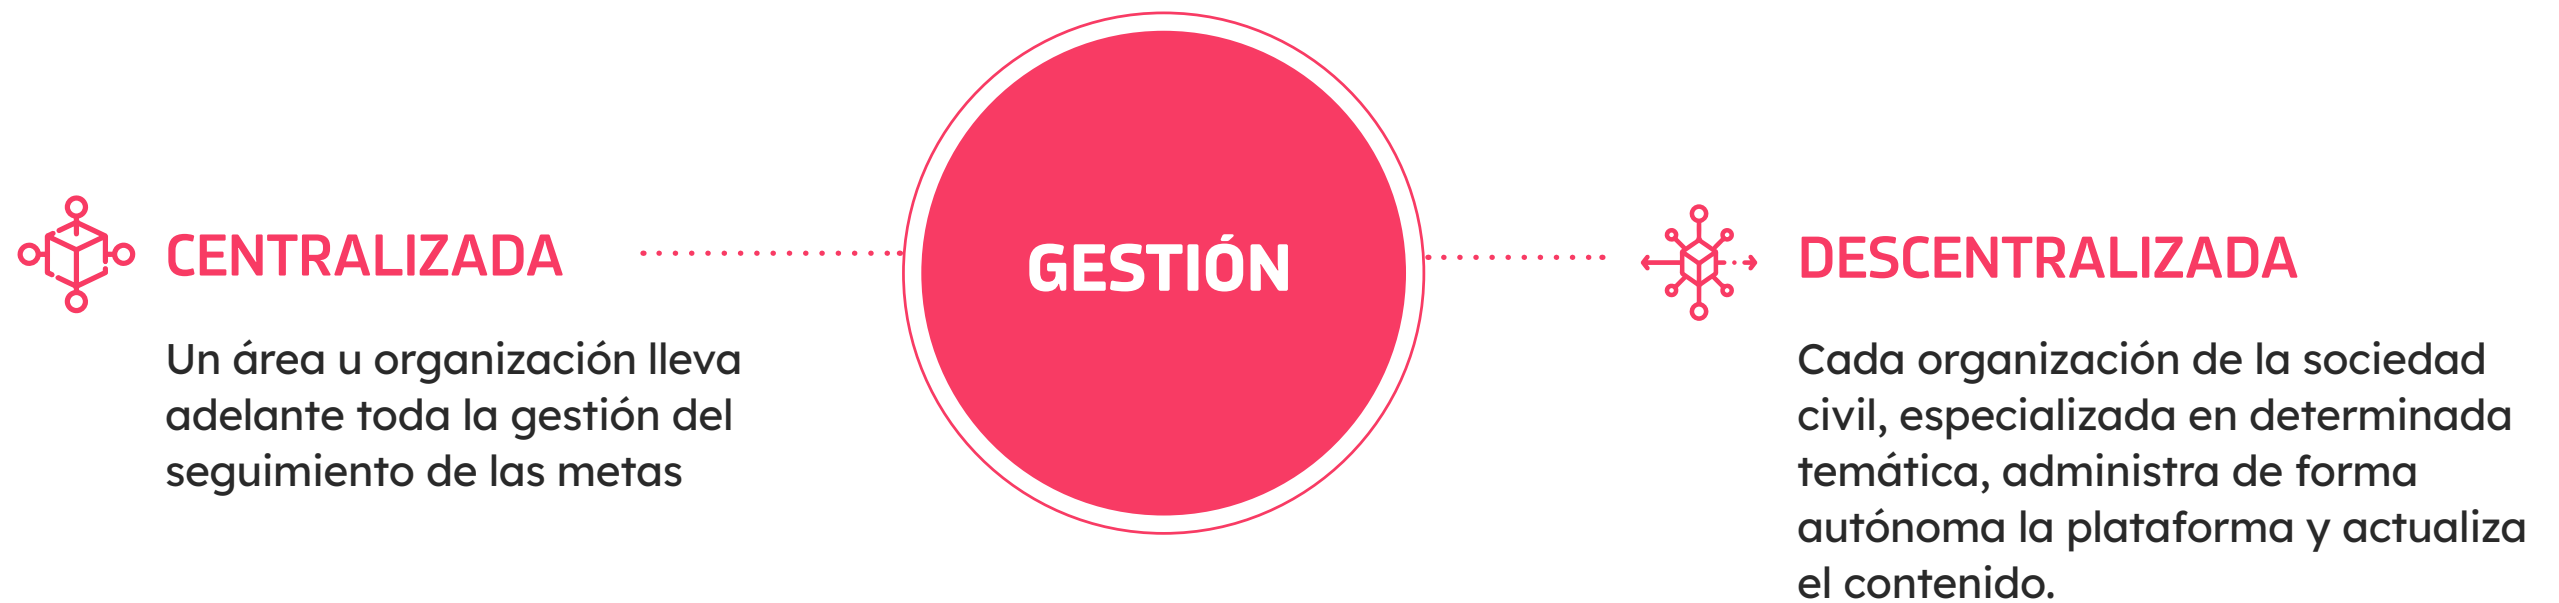 CENTRALIZADA
Un área u organización lleva
adelante toda la gestión del
seguimiento de las metas
GESTIÓN
DESCENTRALIZADA
Cada organización de la sociedad
civil, especializada en determinada
temática, administra de forma
autónoma la plataforma y actualiza
el contenido.